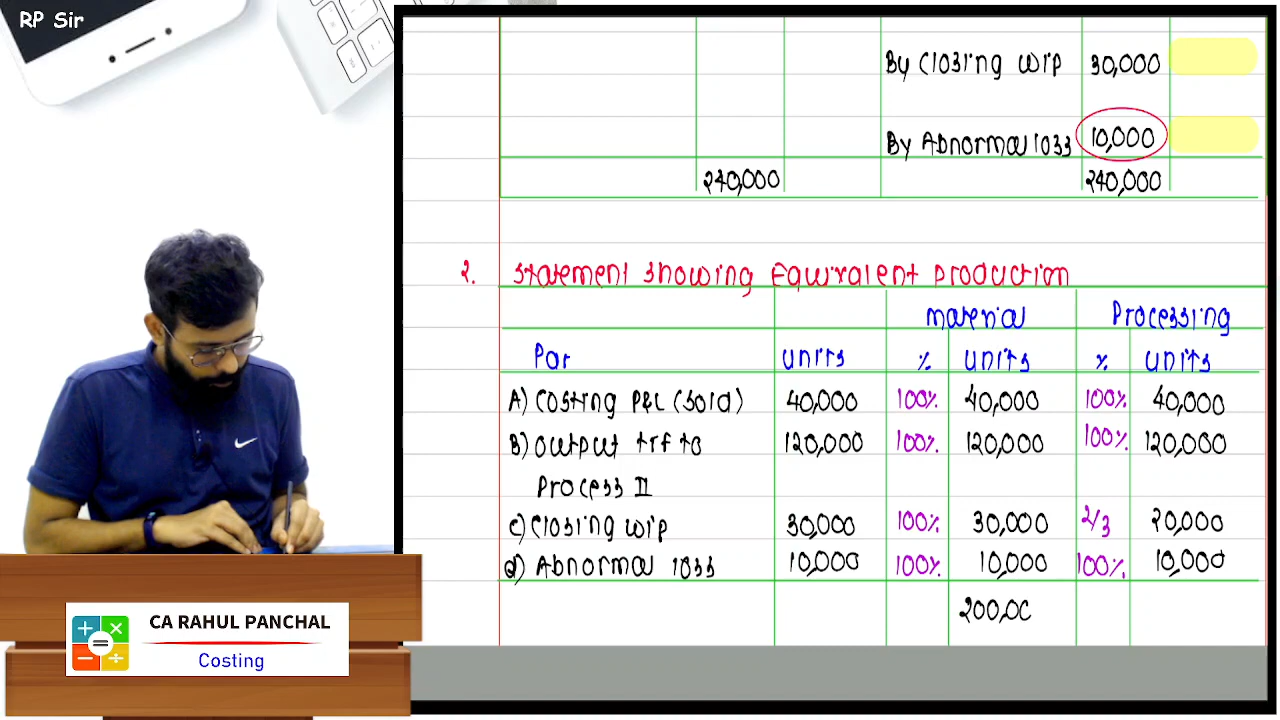 RP Sir
By Closing WIP 30,000
By Abnormal loss 10,000
240,000 240,000
2. Statement Showing Equivalent Production
Material Processing
Par Units % Units % Units
A) Costing P&L (Sold) 40,000 100% 40,000 100% 40,000
B) Output trf to 120,000 100% 120,000 100% 120,000
Process II
C) Closing WIP 30,000 100% 30,000 2/3 20,000
d) Abnormal loss 10,000 100% 10,000 100% 10,000
200,00
CA RAHUL PANCHAL
Costing